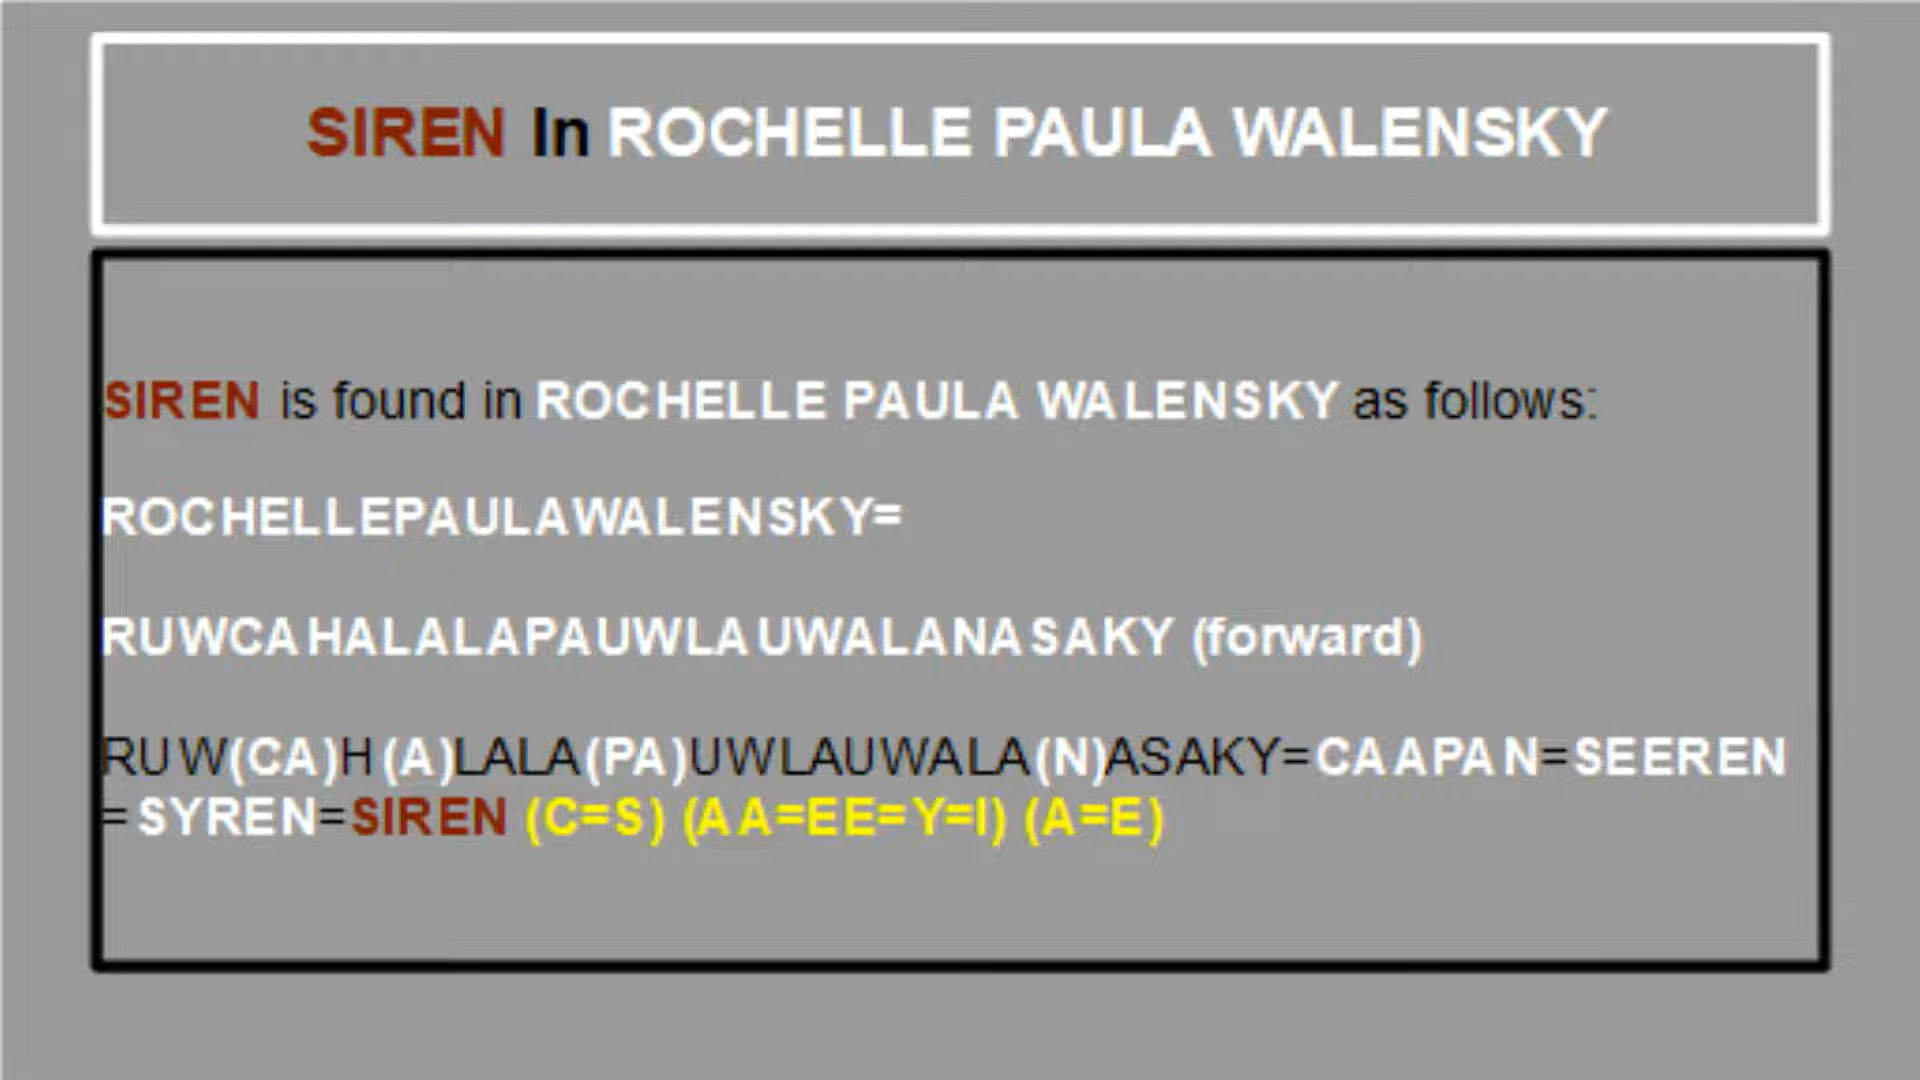 SIREN In ROCHELLE PAULA WALENSKY
SIREN is found in ROCHELLE PAULA WALENSKY as follows:
ROCHELLEPAULAWALENSKY=
RUWCAHALALAPAUWLAUWALANASAKY (forward)
RUW(CA)H(A)LALA(PA)UWLAUWALA(N)ASAKY=CAAPAN=SEEREN
=SYREN=SIREN (C=S) (AA=EE=Y=I) (A=E)